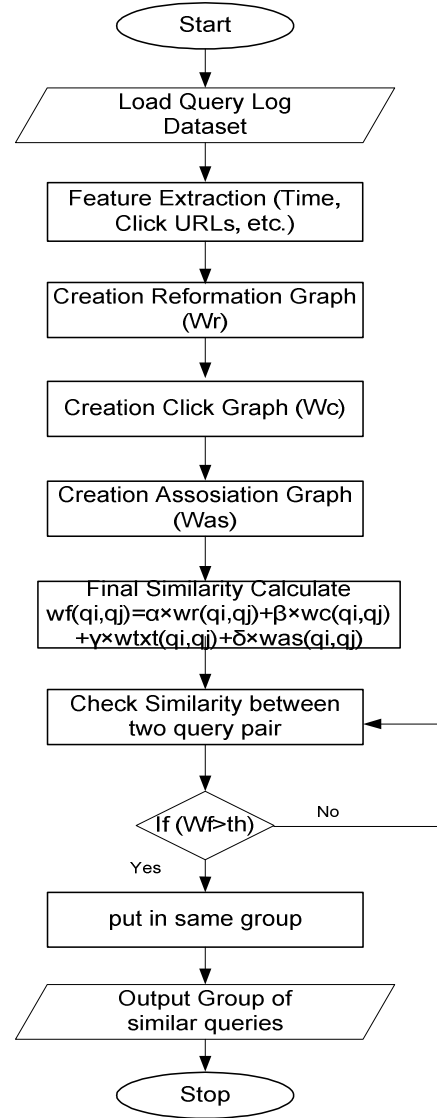 Start
Load Query Log
Dataset
Feature Extraction (Time,
Click URLs, etc.)
Creation Reformation Graph
(Wr)
Creation Click Graph (Wc)
Creation Assosiation Graph
(Was)
Final Similarity Calculate
wf(qi,qj)=α×wr(qi,qj)+β×wc(qi,qj)
+γ×wtxt(qi,qj)+δ×was(qi,qj)
Check Similarity between
two query pair
If (Wf>th)
No
Yes
put in same group
Output Group of
similar queries
Stop